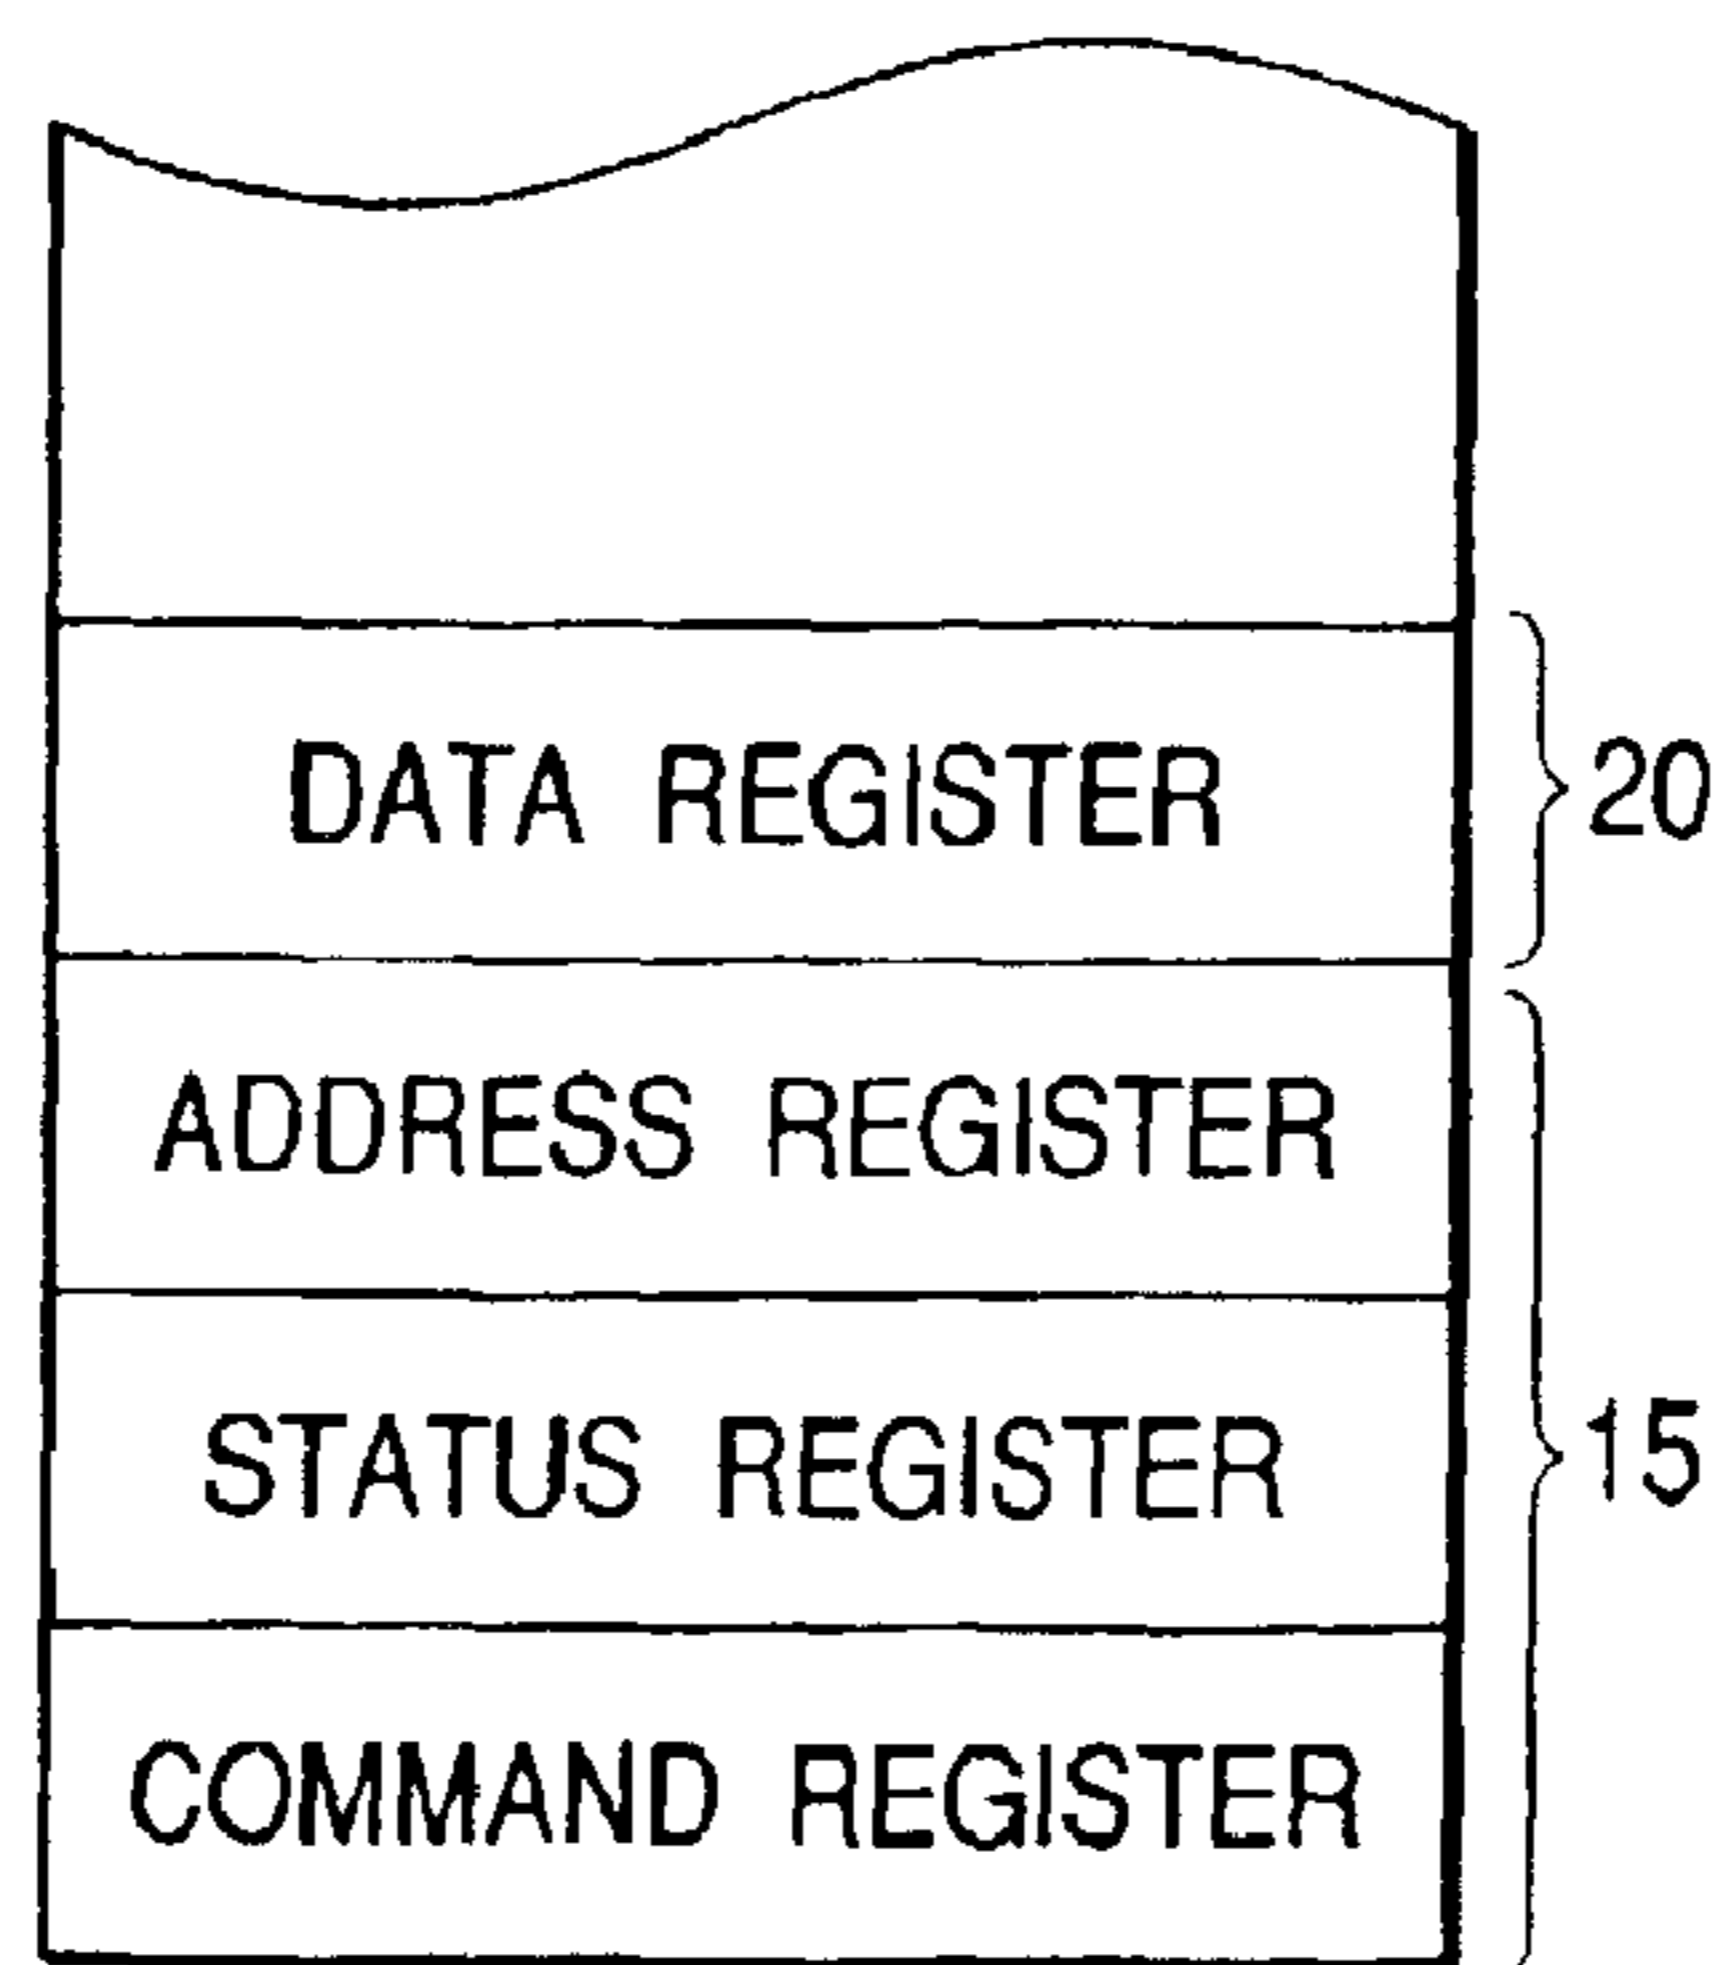 DATA REGISTER
20
ADDRESS REGISTER
STATUS REGISTER
15
COMMAND REGISTER